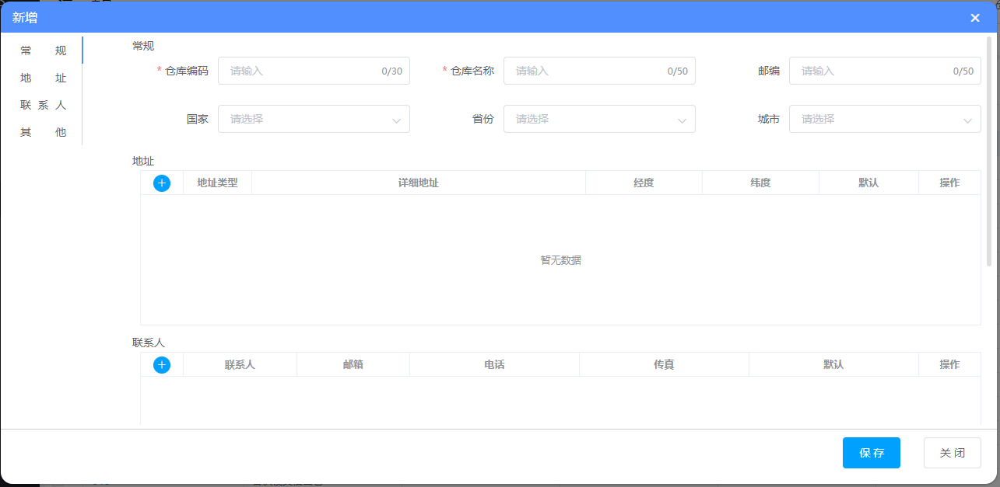 新增
常 规
地 址
联 系 人
其 他
常规
* 仓库编码 请输入 0/30 * 仓库名称 请输入 0/50 邮编 请输入 0/50
国家 请选择 省份 请选择 城市 请选择
地址
地址类型 详细地址 经度 纬度 默认 操作
暂无数据
联系人
联系人 邮箱 电话 传真 默认 操作
保 存 关 闭